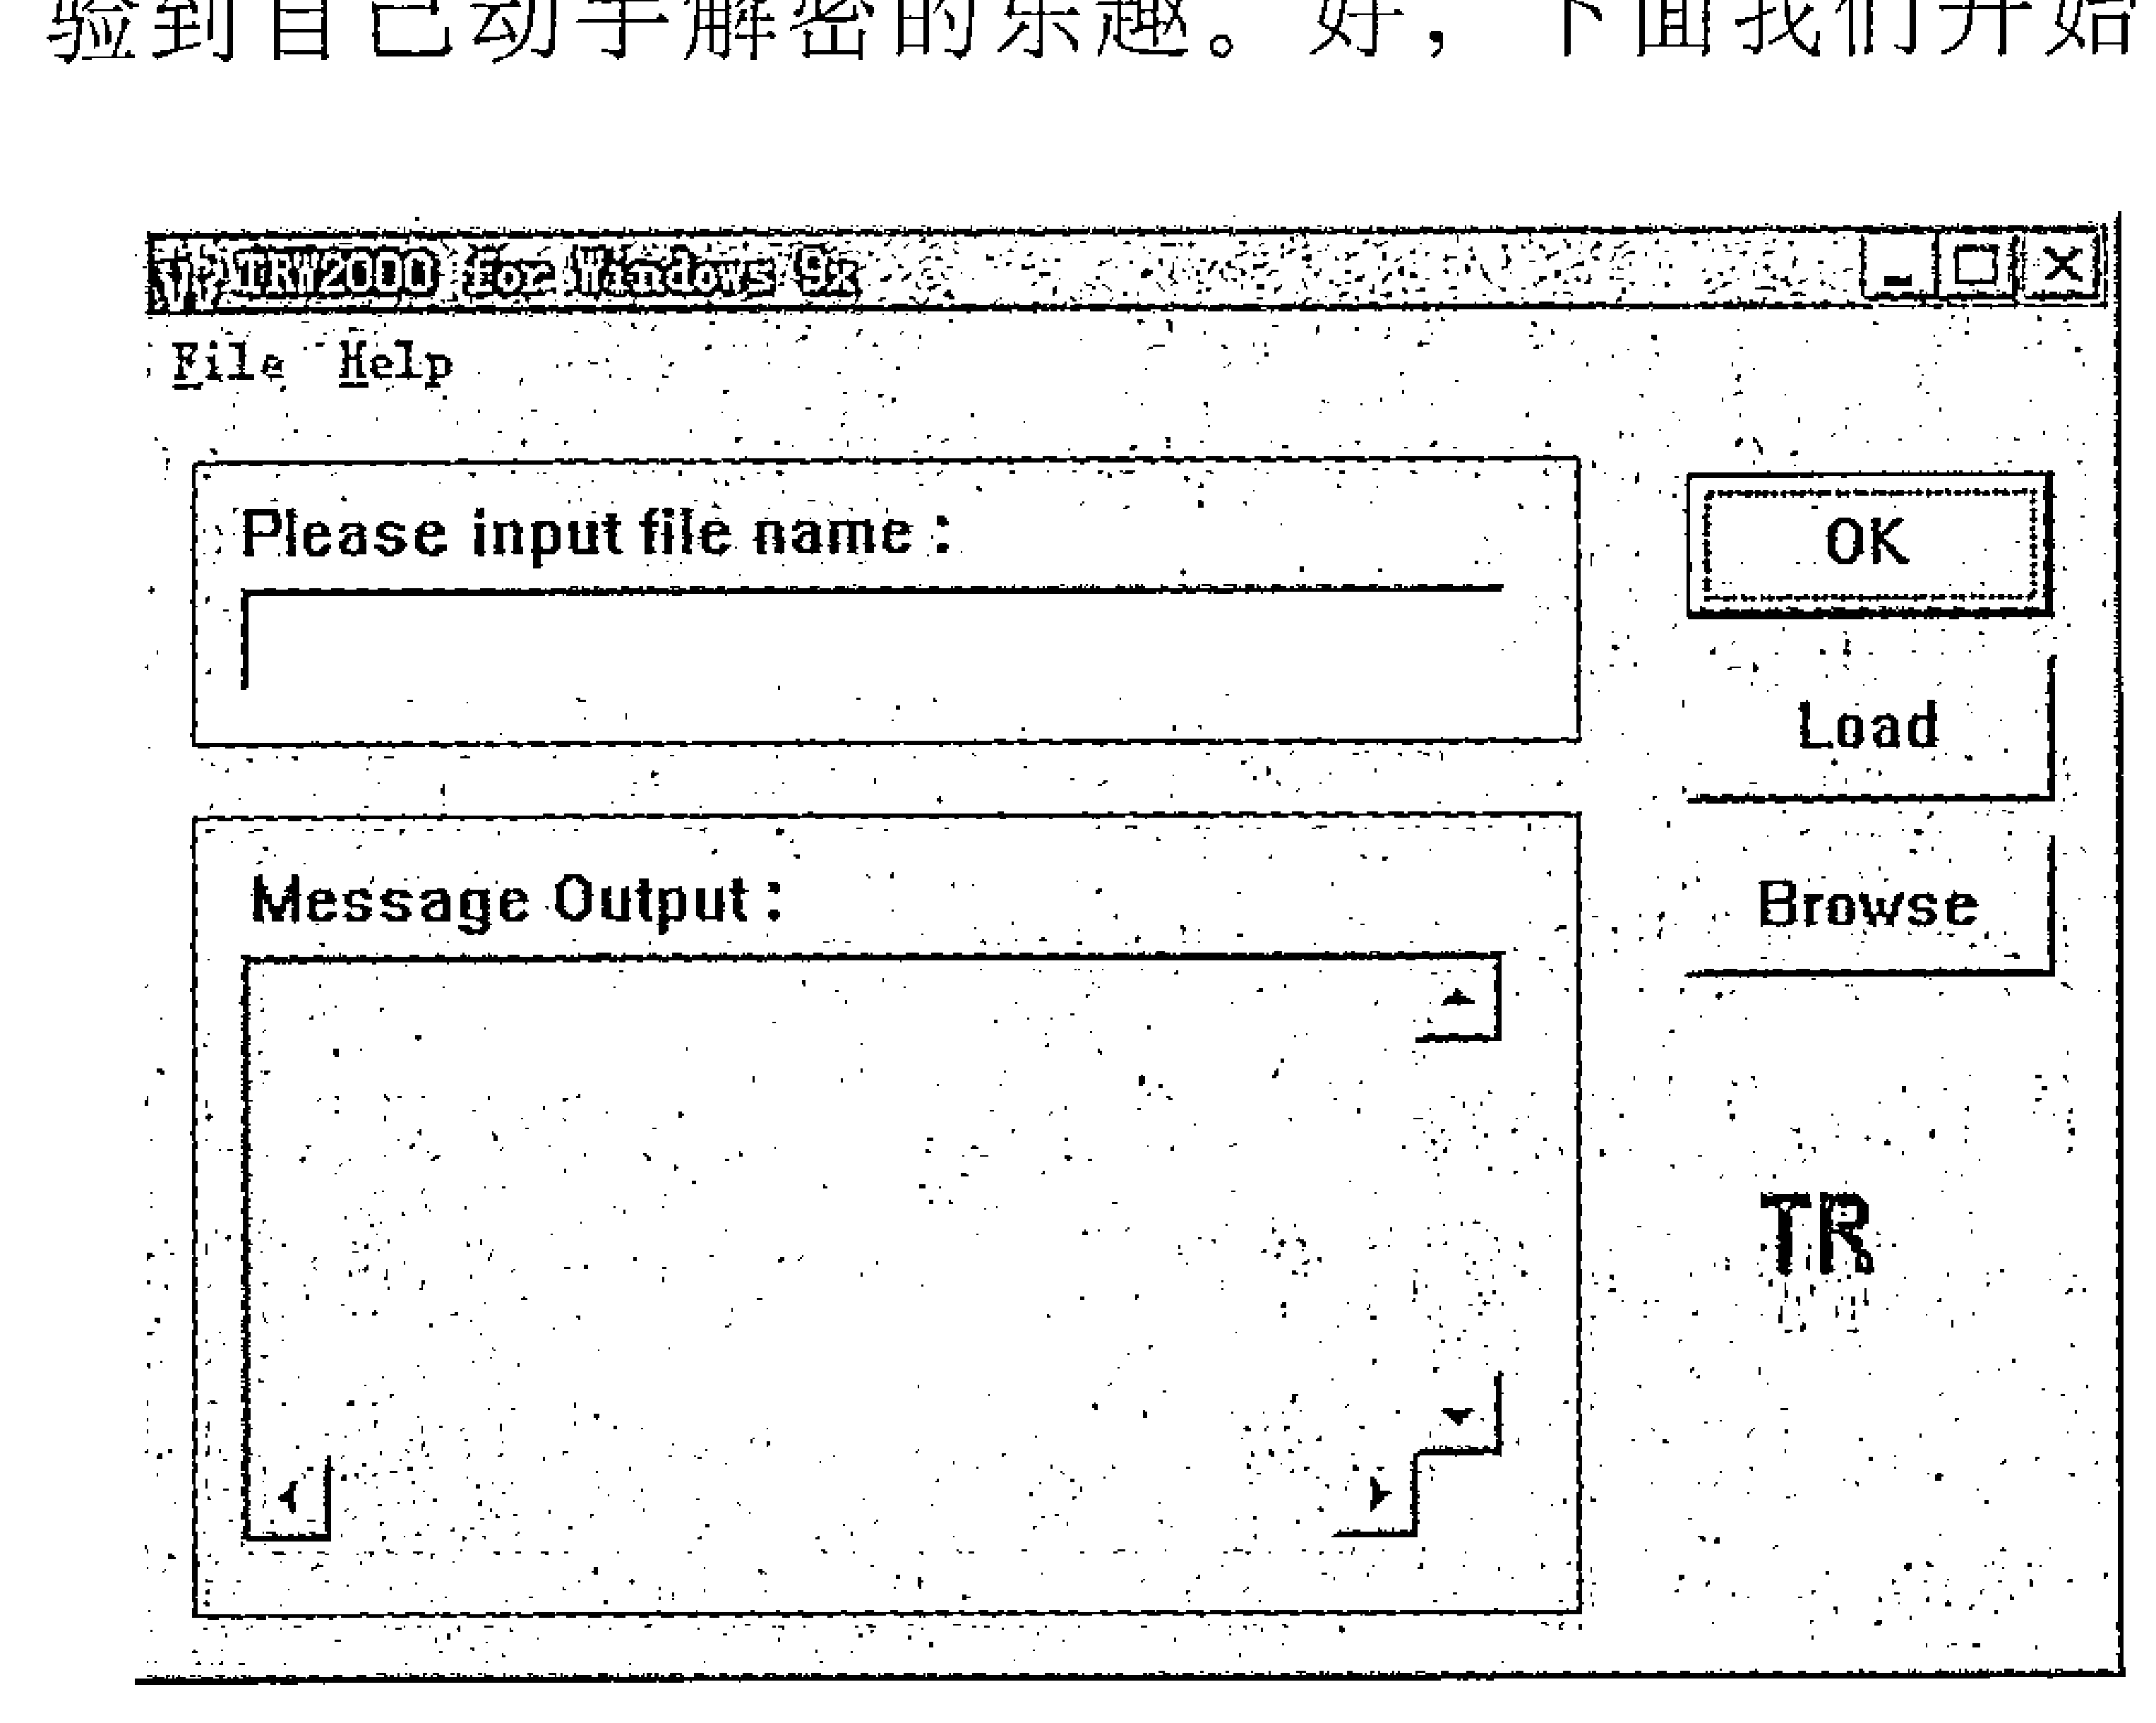 验到自己动手解密的乐趣。好，下面我们开始
TRW2000 for Windows 9x
File Help
Please input file name :
OK
Load
Browse
Message Output :
TR